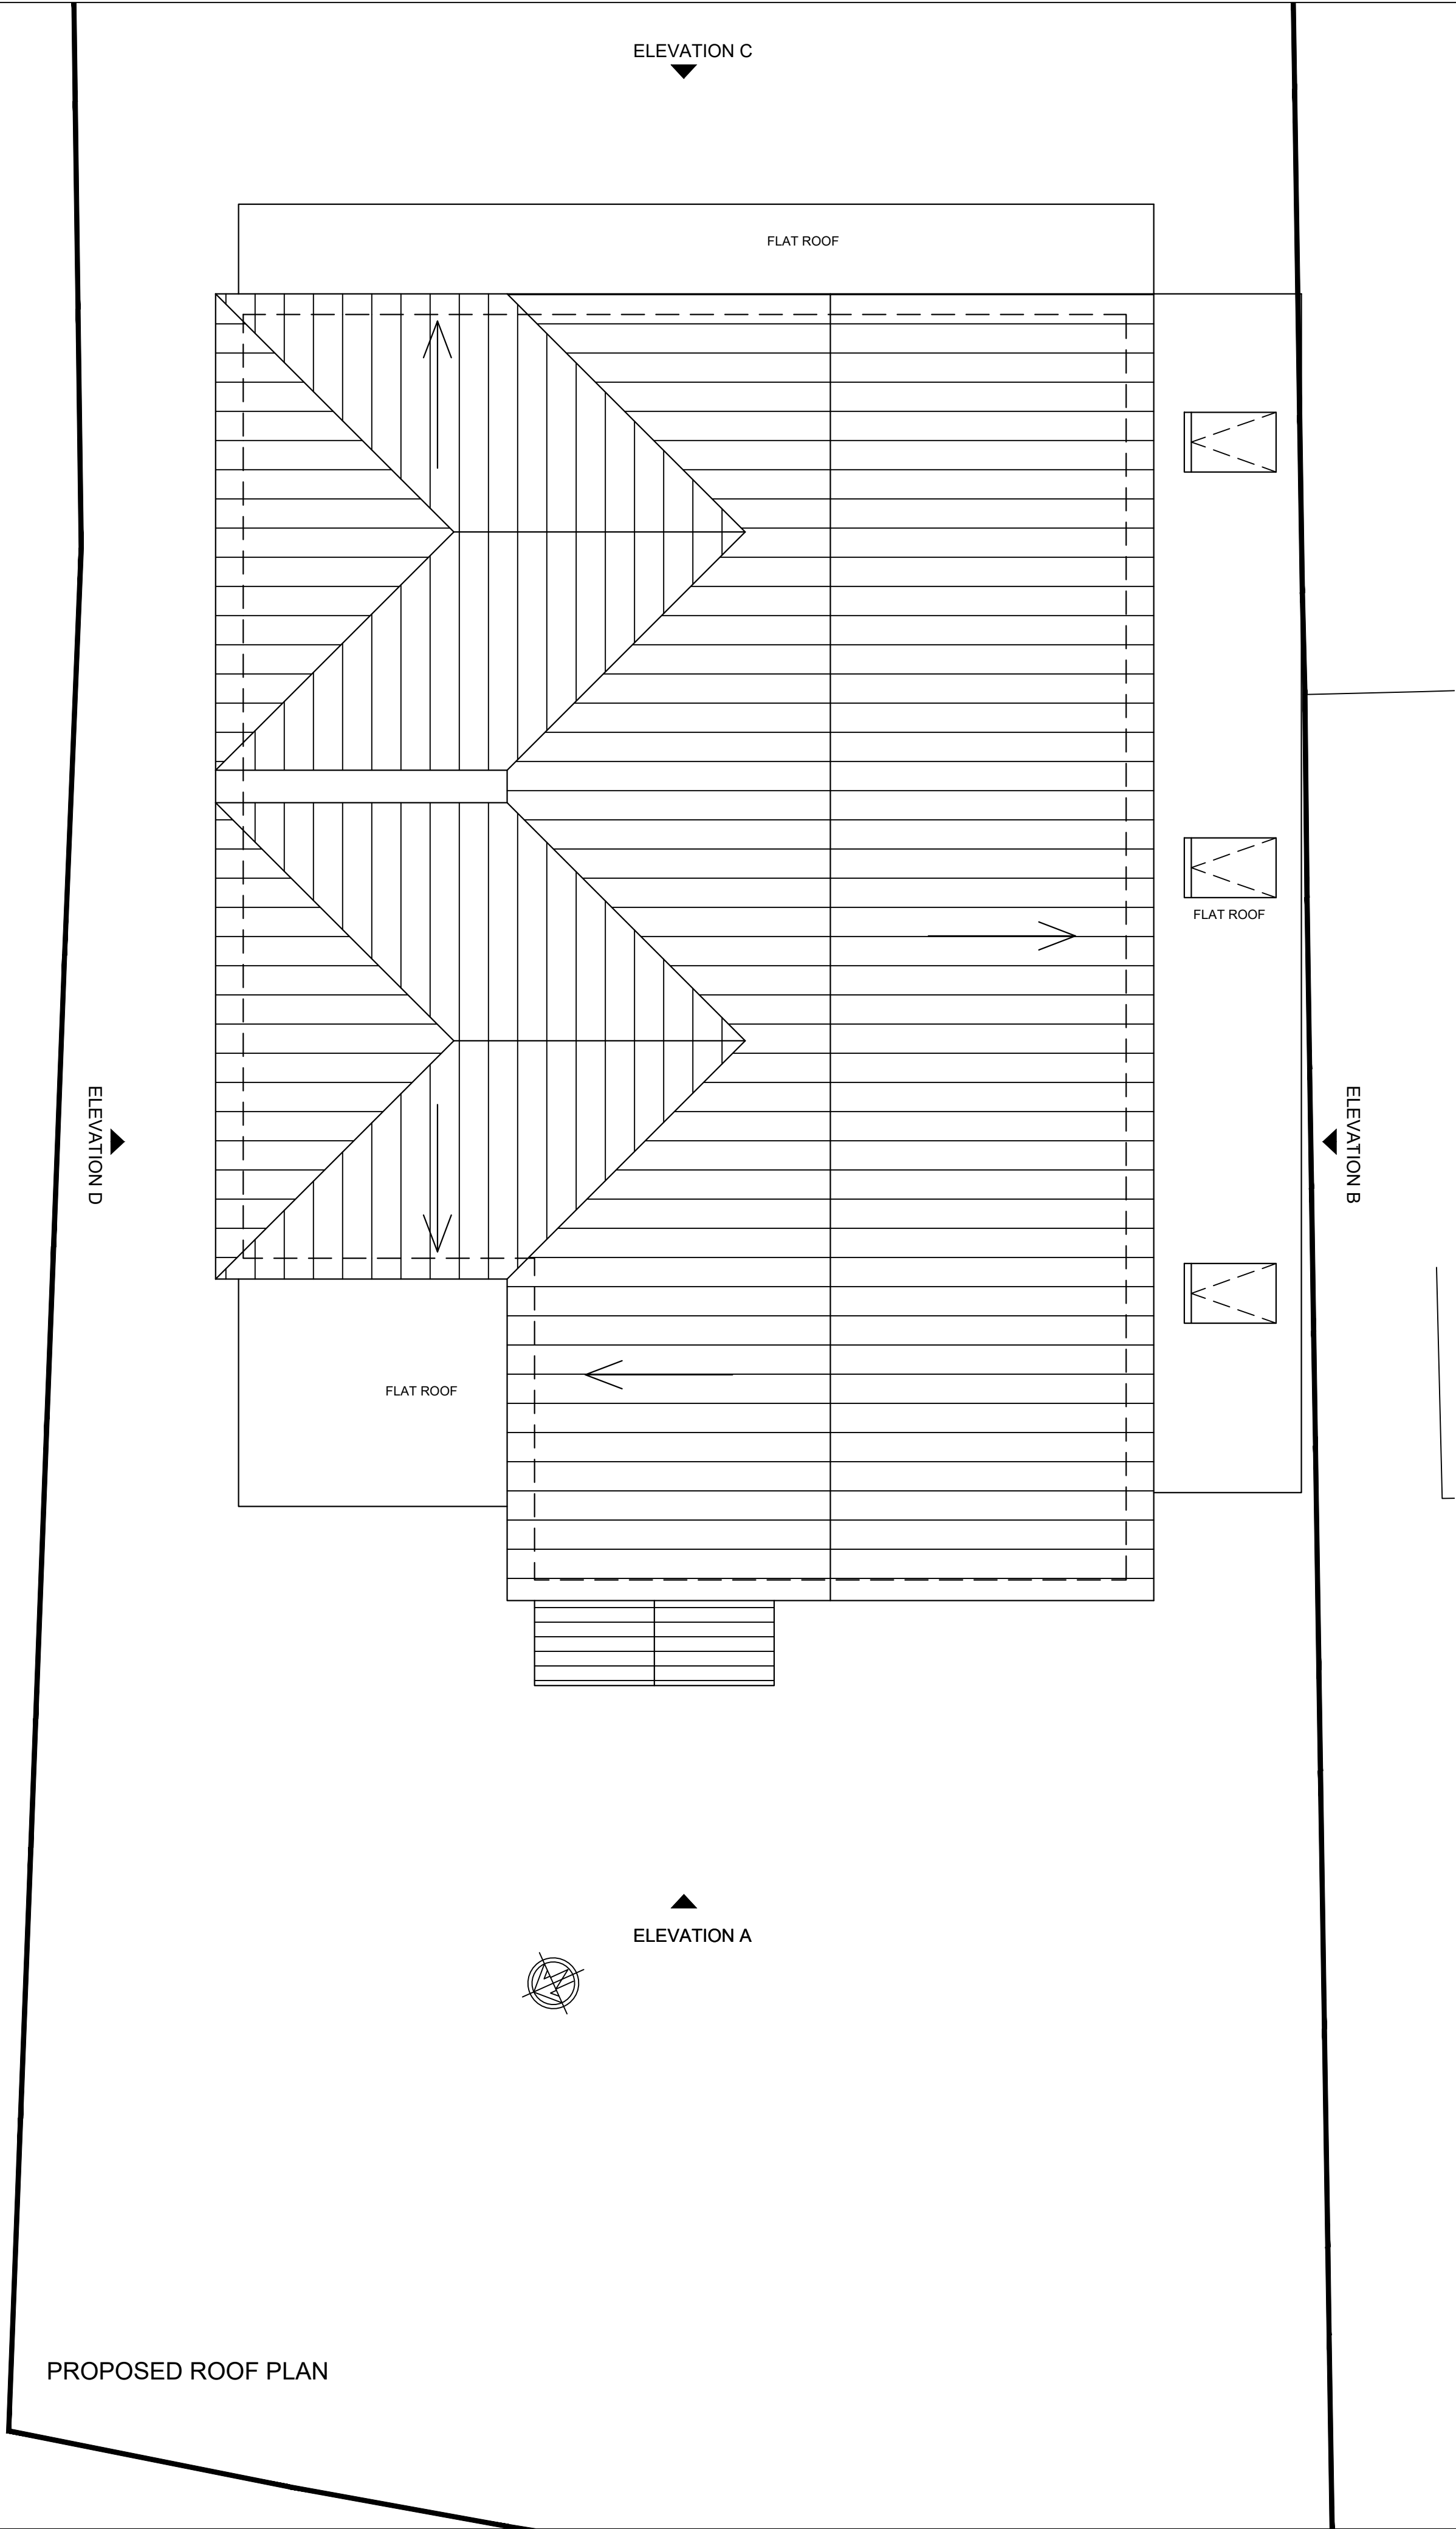 ELEVATION C
FLAT ROOF
FLAT ROOF
ELEVATION D
ELEVATION B
FLAT ROOF
ELEVATION A
N
PROPOSED ROOF PLAN